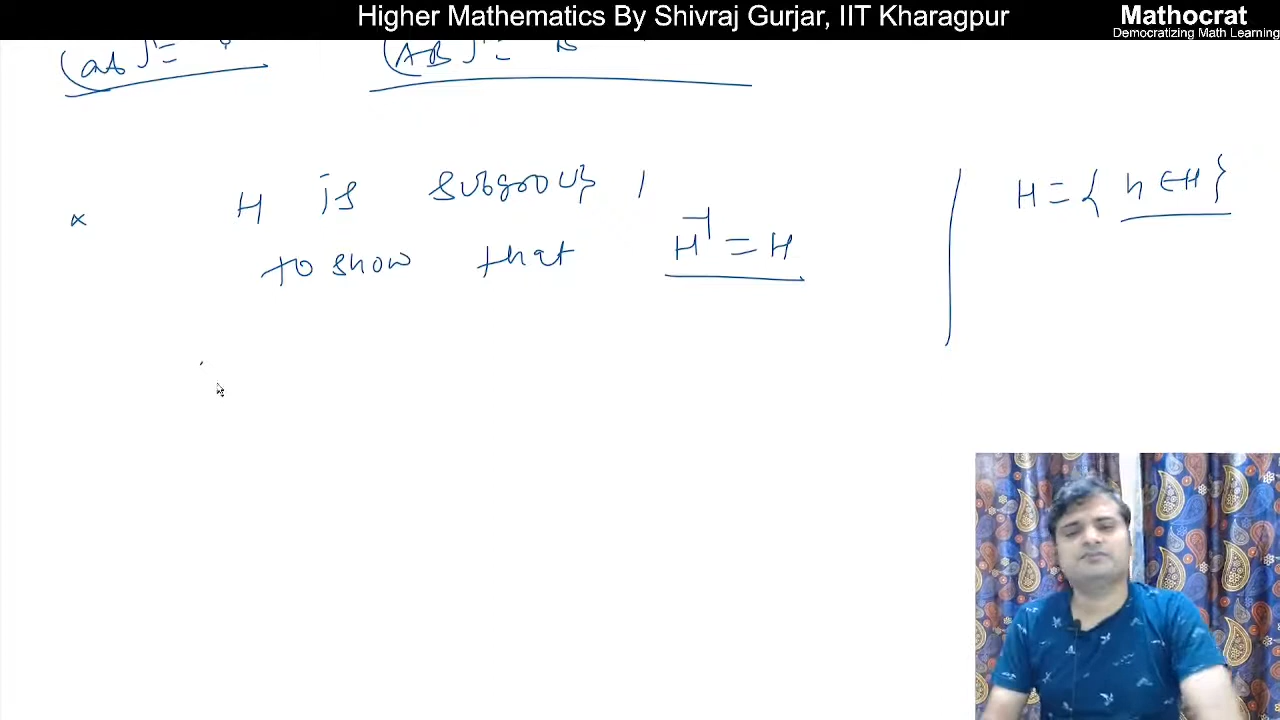 Higher Mathematics By Shivraj Gurjar, IIT Kharagpur
Mathocrat
Democratizing Math Learning
H is subgroup,
to show that H⁻¹ = H
H = { h ∈ H }